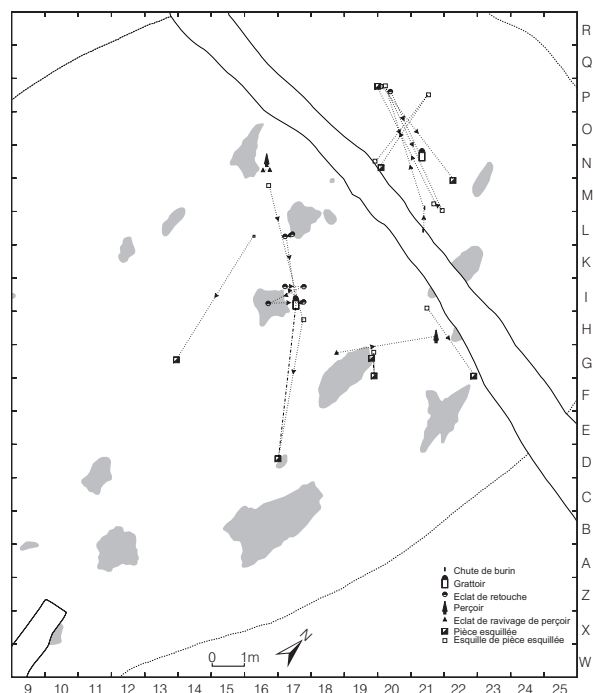 R
Q
P
O
N
M
L
K
I
H
G
F
E
D
C
B
A
Z
X
W
Chute de burin
Grattoir
Eclat de retouche
Perçoir
Eclat de ravivage de perçoir
Pièce esquillée
Esquille de pièce esquillée
N
0 1m
9 10 11 12 13 14 15 16 17 18 19 20 21 22 23 24 25